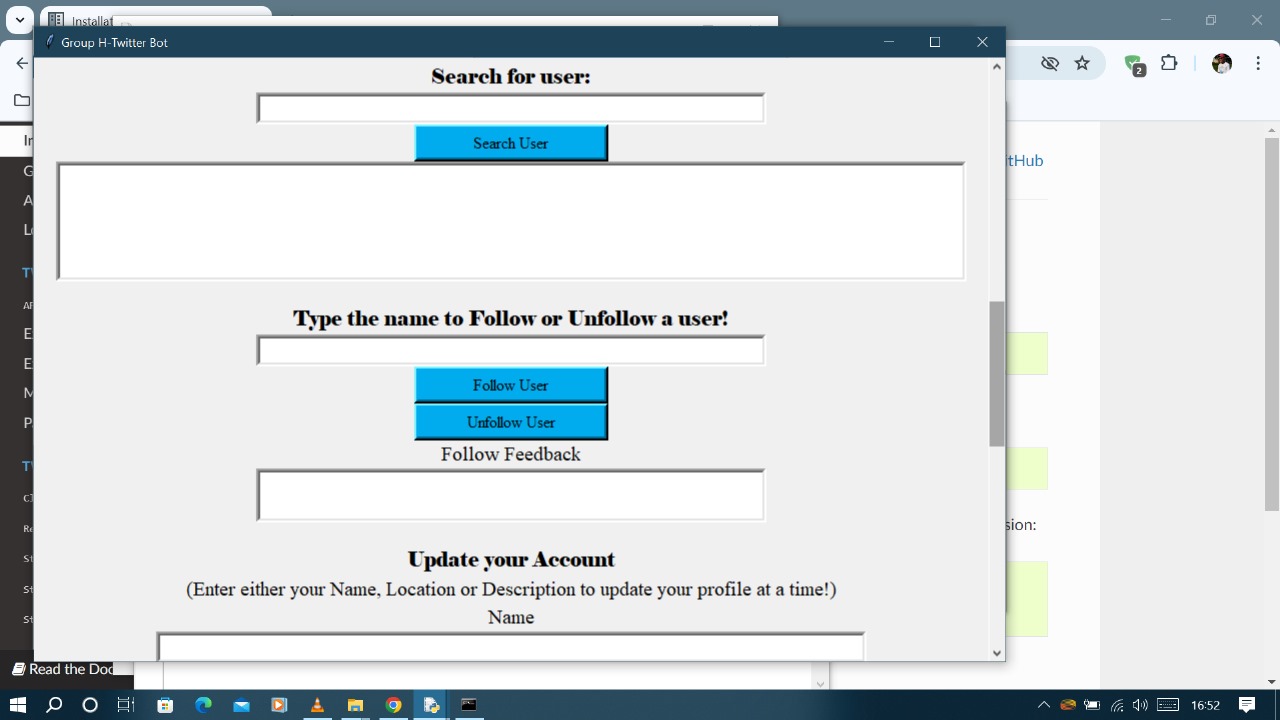 Installat
Group H-Twitter Bot
Search for user:
2
Search User
itHub
Type the name to Follow or Unfollow a user!
Follow User
Unfollow User
Follow Feedback
sion:
Update your Account
(Enter either your Name, Location or Description to update your profile at a time!)
Name
Read the Doc
16:52